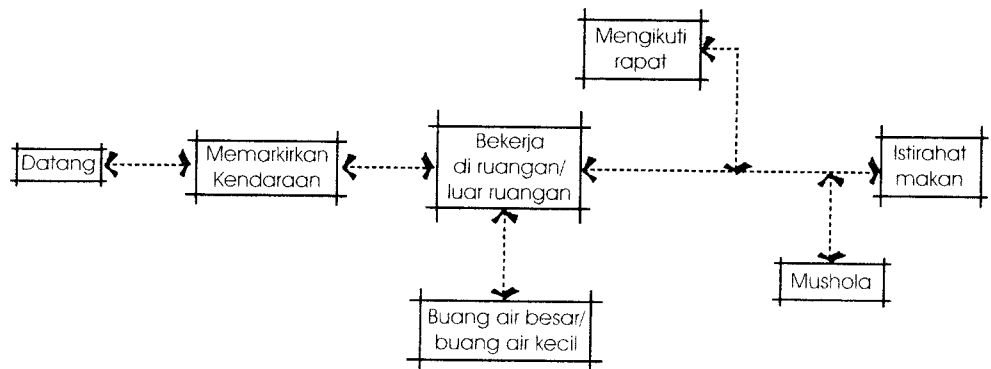 Mengikuti
rapat
Datang
Memarkirkan
Kendaraan
Bekerja
di ruangan/
luar ruangan
Istirahat
makan
Mushola
Buang air besar/
buang air kecil